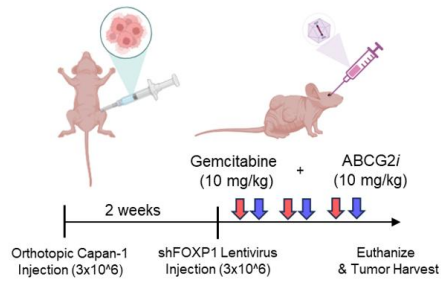 Gemcitabine
(10 mg/kg)
+
ABCG2i
(10 mg/kg)
2 weeks
Orthotopic Capan-1
Injection (3x10^6)
shFOXP1 Lentivirus
Injection (3x10^6)
Euthanize
& Tumor Harvest